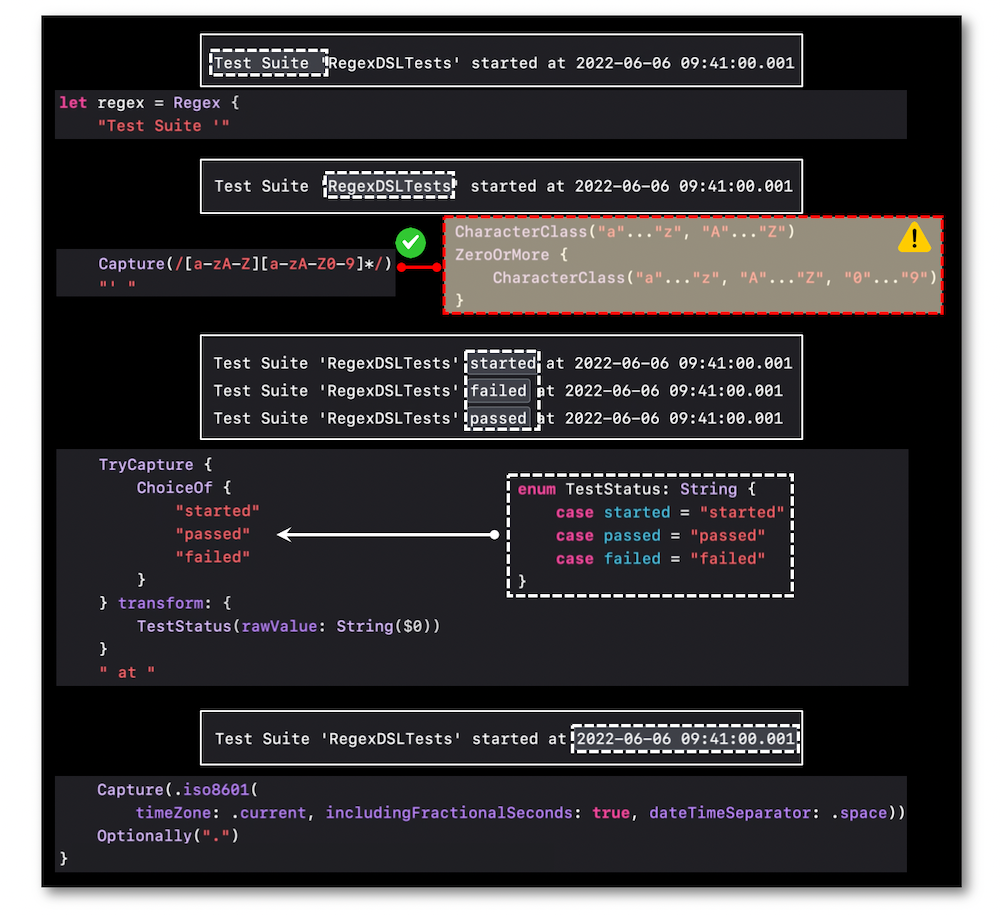 Test Suite 'RegexDSLTests' started at 2022-06-06 09:41:00.001
let regex = Regex {
"Test Suite '"
Test Suite 'RegexDSLTests' started at 2022-06-06 09:41:00.001
Capture(/[a-zA-Z][a-zA-Z0-9]*/)
"' "
CharacterClass("a"..."z", "A"..."Z")
ZeroOrMore {
CharacterClass("a"..."z", "A"..."Z", "0"..."9")
}
Test Suite 'RegexDSLTests' started at 2022-06-06 09:41:00.001
Test Suite 'RegexDSLTests' failed at 2022-06-06 09:41:00.001
Test Suite 'RegexDSLTests' passed at 2022-06-06 09:41:00.001
TryCapture {
ChoiceOf {
"started"
"passed"
"failed"
}
} transform: {
TestStatus(rawValue: String($0))
}
" at "
enum TestStatus: String {
case started = "started"
case passed = "passed"
case failed = "failed"
}
Test Suite 'RegexDSLTests' started at 2022-06-06 09:41:00.001
Capture(.iso8601(
timeZone: .current, includingFractionalSeconds: true, dateTimeSeparator: .space))
Optionally(".")
}